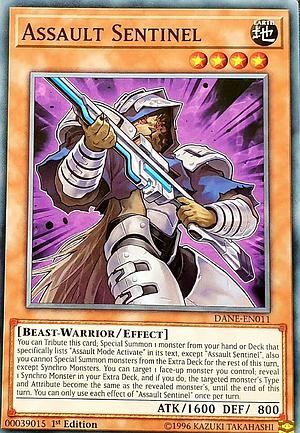 ASSAULT SENTINEL
EARTH
地
DANE-EN011
[BEAST-WARRIOR/EFFECT]
You can Tribute this card; Special Summon 1 monster from your hand or Deck that
specifically lists "Assault Mode Activate" in its text, except "Assault Sentinel", also
you cannot Special Summon monsters from the Extra Deck for the rest of this turn,
except Synchro Monsters. You can target 1 face-up monster you control; reveal
1 Synchro Monster in your Extra Deck, and if you do, the targeted monster's Type
and Attribute become the same as the revealed monster's, until the end of this
turn. You can only use each effect of "Assault Sentinel" once per turn.
ATK/1600 DEF/ 800
00039015 1st Edition ©1996 KAZUKI TAKAHASHI